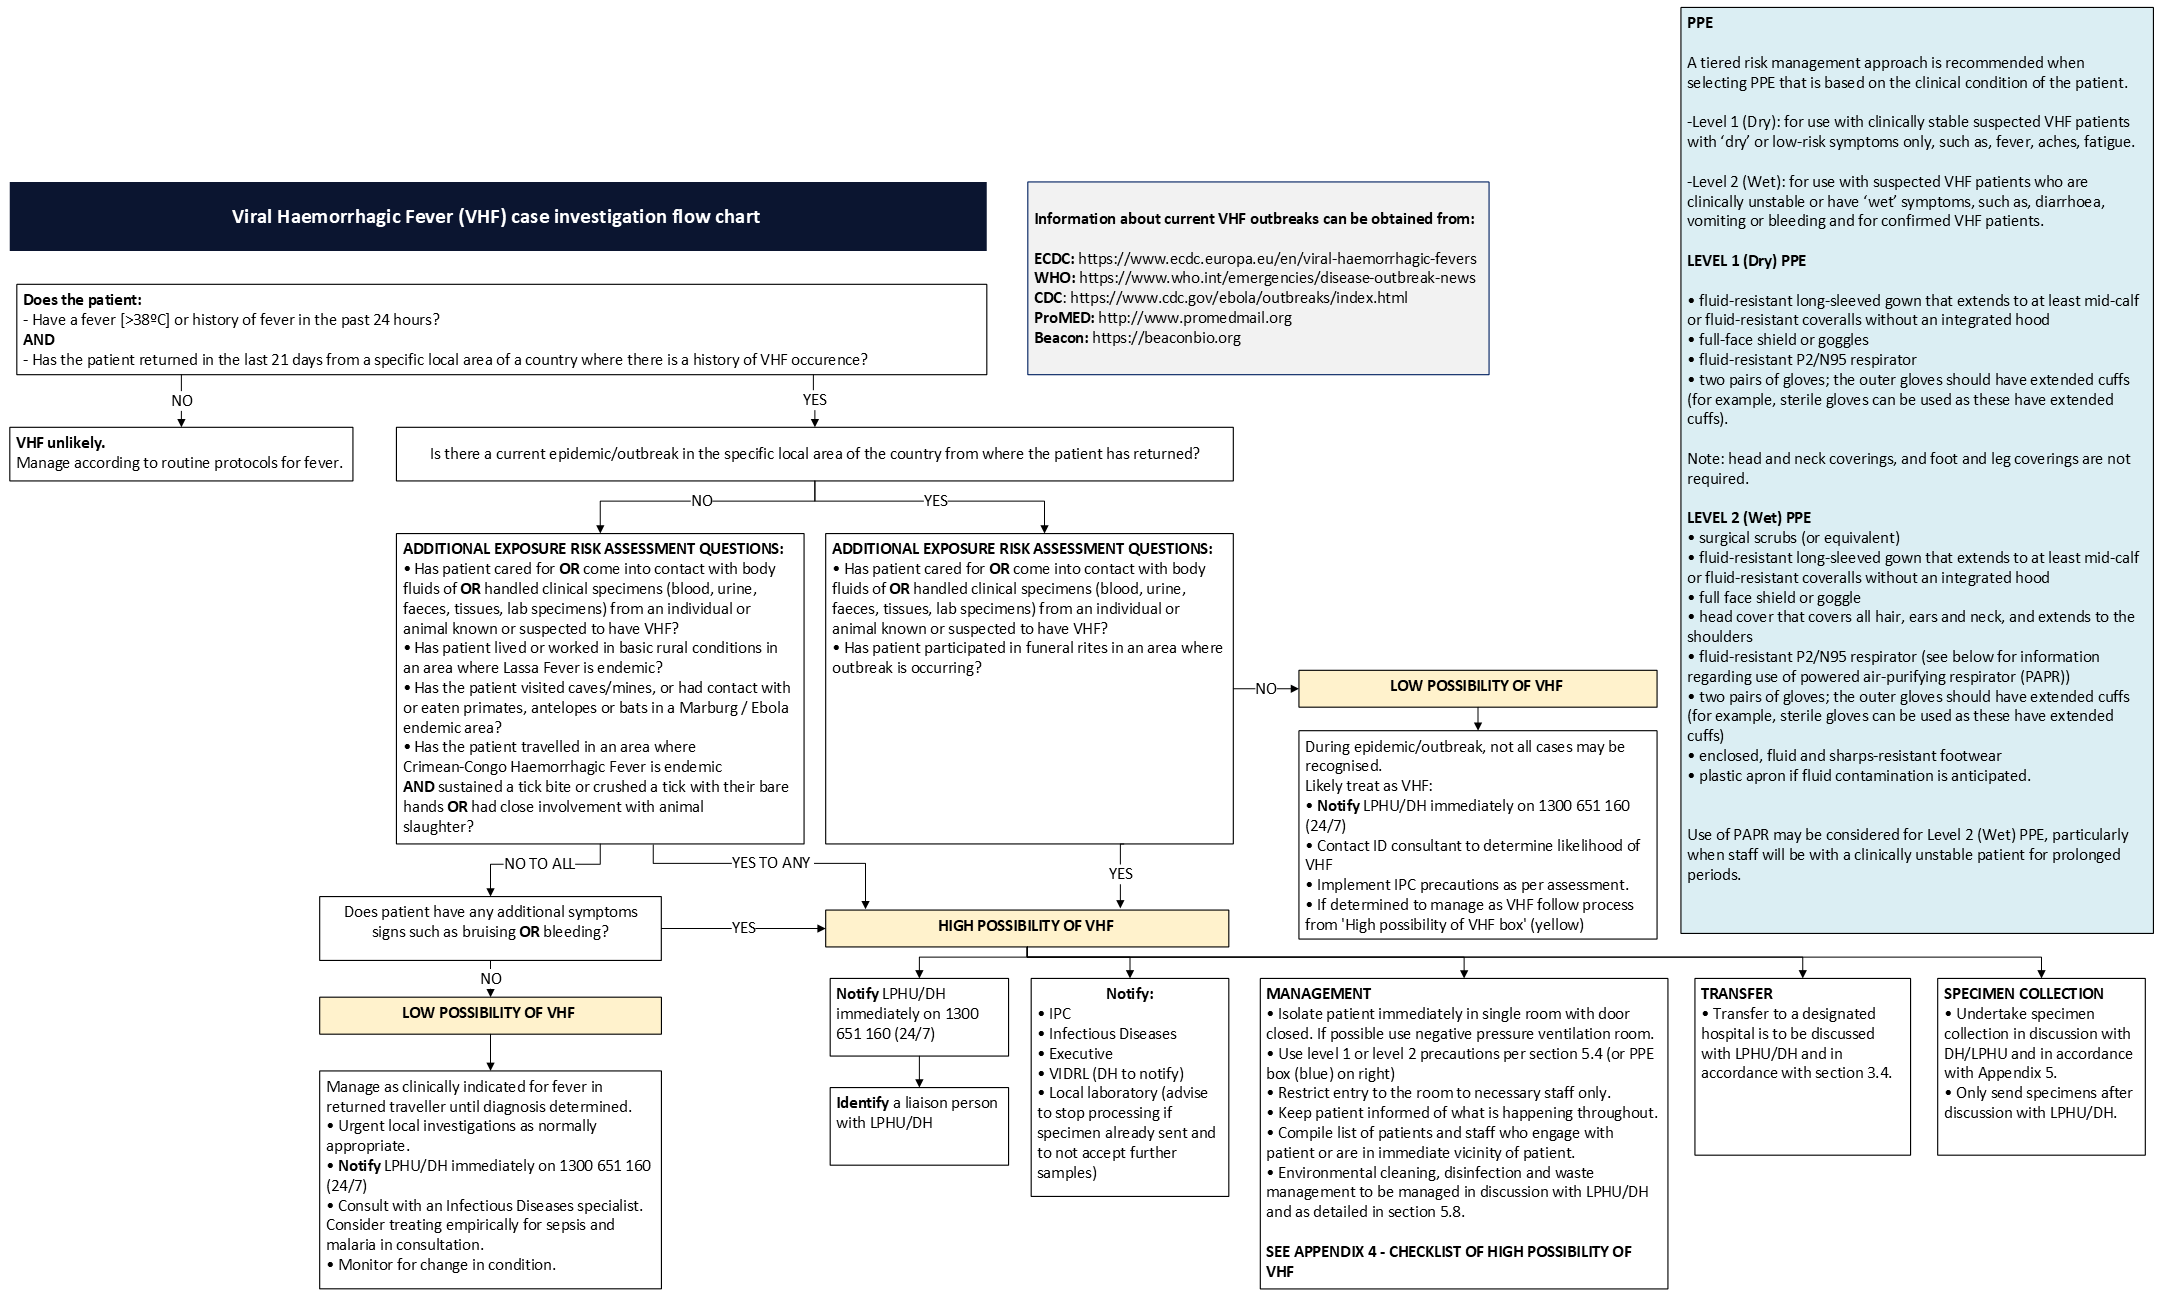 Viral Haemorrhagic Fever (VHF) case investigation flow chart
Information about current VHF outbreaks can be obtained from:
ECDC: https://www.ecdc.europa.eu/en/viral-haemorrhagic-fevers
WHO: https://www.who.int/emergencies/disease-outbreak-news
CDC: https://www.cdc.gov/ebola/outbreaks/index.html
ProMED: http://www.promedmail.org
Beacon: https://beaconbio.org
Does the patient:
- Have a fever [>38ºC] or history of fever in the past 24 hours?
AND
- Has the patient returned in the last 21 days from a specific local area of a country where there is a history of VHF occurence?
NO
YES
VHF unlikely.
Manage according to routine protocols for fever.
Is there a current epidemic/outbreak in the specific local area of the country from where the patient has returned?
NO
YES
ADDITIONAL EXPOSURE RISK ASSESSMENT QUESTIONS:
• Has patient cared for OR come into contact with body
fluids of OR handled clinical specimens (blood, urine,
faeces, tissues, lab specimens) from an individual or
animal known or suspected to have VHF?
• Has patient lived or worked in basic rural conditions in
an area where Lassa Fever is endemic?
• Has the patient visited caves/mines, or had contact with
or eaten primates, antelopes or bats in a Marburg / Ebola
endemic area?
• Has the patient travelled in an area where
Crimean-Congo Haemorrhagic Fever is endemic
AND sustained a tick bite or crushed a tick with their bare
hands OR had close involvement with animal
slaughter?
ADDITIONAL EXPOSURE RISK ASSESSMENT QUESTIONS:
• Has patient cared for OR come into contact with body
fluids of OR handled clinical specimens (blood, urine,
faeces, tissues, lab specimens) from an individual or
animal known or suspected to have VHF?
• Has patient participated in funeral rites in an area where
outbreak is occurring?
NO
LOW POSSIBILITY OF VHF
During epidemic/outbreak, not all cases may be
recognised.
Likely treat as VHF:
• Notify LPHU/DH immediately on 1300 651 160
(24/7)
• Contact ID consultant to determine likelihood of
VHF
• Implement IPC precautions as per assessment.
• If determined to manage as VHF follow process
from 'High possibility of VHF box' (yellow)
NO TO ALL
YES TO ANY
YES
Does patient have any additional symptoms
signs such as bruising OR bleeding?
YES
HIGH POSSIBILITY OF VHF
NO
LOW POSSIBILITY OF VHF
Manage as clinically indicated for fever in
returned traveller until diagnosis determined.
• Urgent local investigations as normally
appropriate.
• Notify LPHU/DH immediately on 1300 651 160
(24/7)
• Consult with an Infectious Diseases specialist.
Consider treating empirically for sepsis and
malaria in consultation.
• Monitor for change in condition.
Notify LPHU/DH
immediately on 1300
651 160 (24/7)
Identify a liaison person
with LPHU/DH
Notify:
• IPC
• Infectious Diseases
• Executive
• VIDRL (DH to notify)
• Local laboratory (advise
to stop processing if
specimen already sent and
to not accept further
samples)
MANAGEMENT
• Isolate patient immediately in single room with door
closed. If possible use negative pressure ventilation room.
• Use level 1 or level 2 precautions per section 5.4 (or PPE
box (blue) on right)
• Restrict entry to the room to necessary staff only.
• Keep patient informed of what is happening throughout.
• Compile list of patients and staff who engage with
patient or are in immediate vicinity of patient.
• Environmental cleaning, disinfection and waste
management to be managed in discussion with LPHU/DH
and as detailed in section 5.8.
SEE APPENDIX 4 - CHECKLIST OF HIGH POSSIBILITY OF
VHF
TRANSFER
• Transfer to a designated
hospital is to be discussed
with LPHU/DH and in
accordance with section 3.4.
SPECIMEN COLLECTION
• Undertake specimen
collection in discussion with
DH/LPHU and in accordance
with Appendix 5.
• Only send specimens after
discussion with LPHU/DH.
PPE
A tiered risk management approach is recommended when
selecting PPE that is based on the clinical condition of the patient.
-Level 1 (Dry): for use with clinically stable suspected VHF patients
with ‘dry’ or low-risk symptoms only, such as, fever, aches, fatigue.
-Level 2 (Wet): for use with suspected VHF patients who are
clinically unstable or have ‘wet’ symptoms, such as, diarrhoea,
vomiting or bleeding and for confirmed VHF patients.
LEVEL 1 (Dry) PPE
• fluid-resistant long-sleeved gown that extends to at least mid-calf
or fluid-resistant coveralls without an integrated hood
• full-face shield or goggles
• fluid-resistant P2/N95 respirator
• two pairs of gloves; the outer gloves should have extended cuffs
(for example, sterile gloves can be used as these have extended
cuffs).
Note: head and neck coverings, and foot and leg coverings are not
required.
LEVEL 2 (Wet) PPE
• surgical scrubs (or equivalent)
• fluid-resistant long-sleeved gown that extends to at least mid-calf
or fluid-resistant coveralls without an integrated hood
• full face shield or goggle
• head cover that covers all hair, ears and neck, and extends to the
shoulders
• fluid-resistant P2/N95 respirator (see below for information
regarding use of powered air-purifying respirator (PAPR))
• two pairs of gloves; the outer gloves should have extended cuffs
(for example, sterile gloves can be used as these have extended
cuffs)
• enclosed, fluid and sharps-resistant footwear
• plastic apron if fluid contamination is anticipated.
Use of PAPR may be considered for Level 2 (Wet) PPE, particularly
when staff will be with a clinically unstable patient for prolonged
periods.